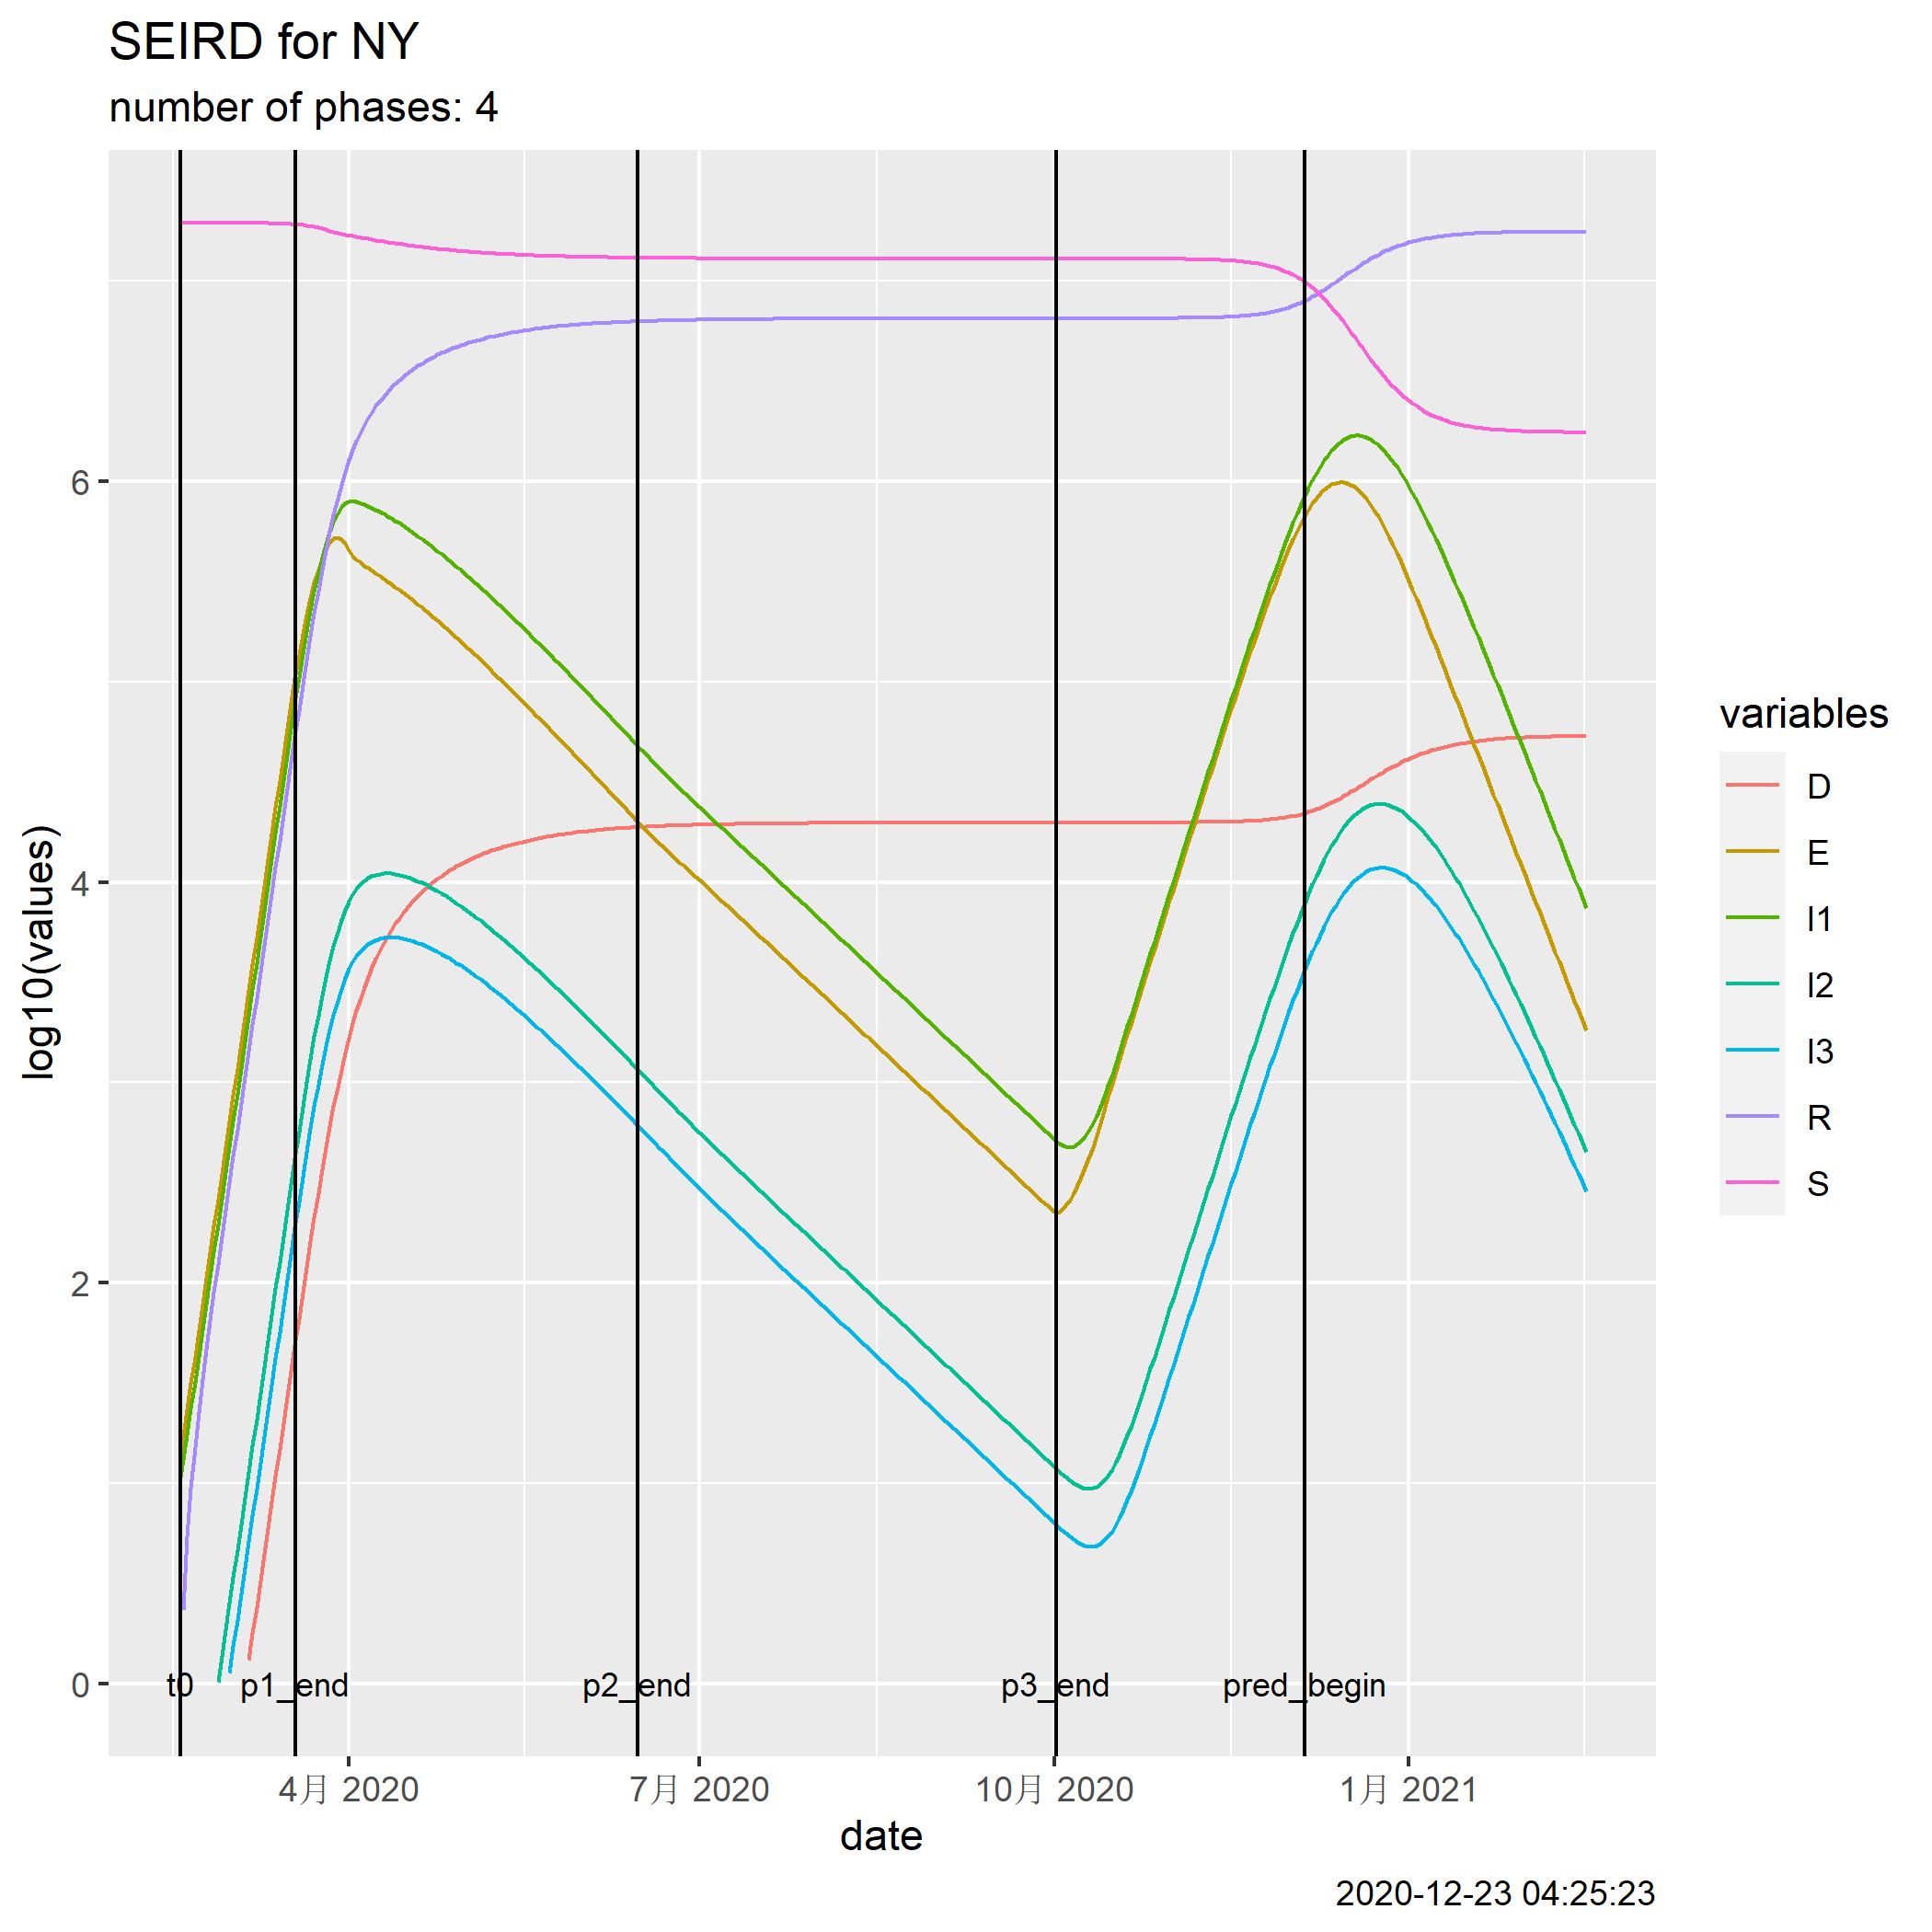 SEIRD for NY
number of phases: 4
log10(values)
6
4
2
0
t0 p1_end p2_end p3_end pred_begin
4月 2020 7月 2020 10月 2020 1月 2021
date
variables
D
E
I1
I2
I3
R
S
2020-12-23 04:25:23